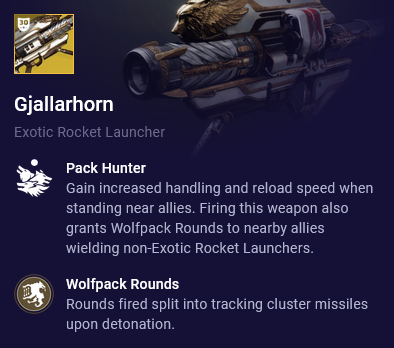 30
Gjallarhorn
Exotic Rocket Launcher
Pack Hunter
Gain increased handling and reload speed when
standing near allies. Firing this weapon also
grants Wolfpack Rounds to nearby allies
wielding non-Exotic Rocket Launchers.
Wolfpack Rounds
Rounds fired split into tracking cluster missiles
upon detonation.